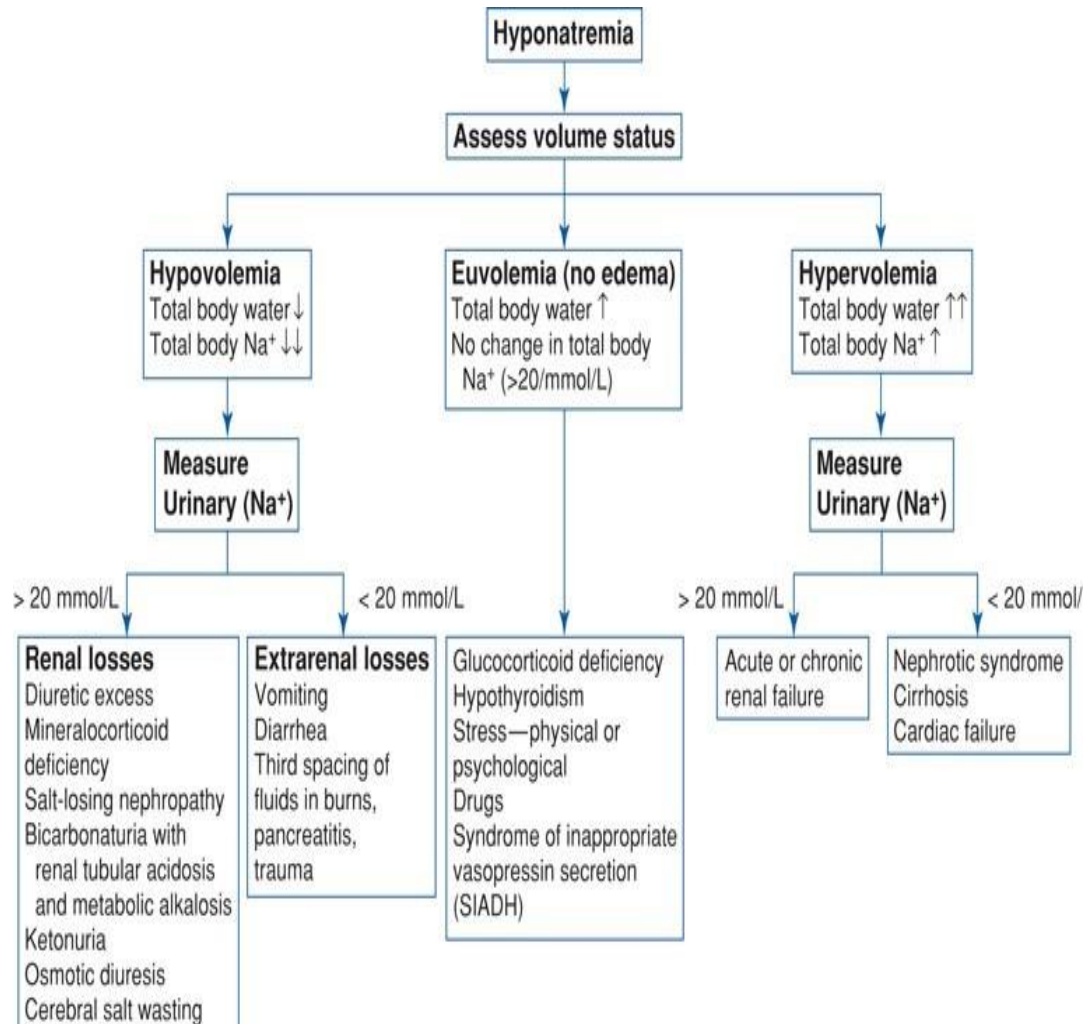 Hyponatremia
Assess volume status
Hypovolemia
Total body water ↓
Total body Na⁺ ↓↓
Euvolemia (no edema)
Total body water ↑
No change in total body
Na⁺ (>20/mmol/L)
Hypervolemia
Total body water ↑↑
Total body Na⁺ ↑
Measure
Urinary (Na⁺)
Measure
Urinary (Na⁺)
> 20 mmol/L
< 20 mmol/L
> 20 mmol/L
< 20 mmol/
Renal losses
Diuretic excess
Mineralocorticoid
deficiency
Salt-losing nephropathy
Bicarbonaturia with
renal tubular acidosis
and metabolic alkalosis
Ketonuria
Osmotic diuresis
Cerebral salt wasting
Extrarenal losses
Vomiting
Diarrhea
Third spacing of
fluids in burns,
pancreatitis,
trauma
Glucocorticoid deficiency
Hypothyroidism
Stress—physical or
psychological
Drugs
Syndrome of inappropriate
vasopressin secretion
(SIADH)
Acute or chronic
renal failure
Nephrotic syndrome
Cirrhosis
Cardiac failure